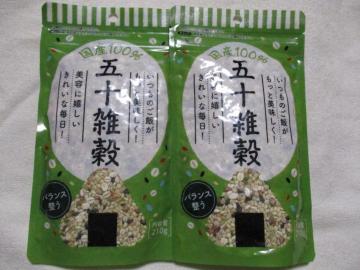 国産100%
五十雑穀
いつものご飯が
もっと美味しく!
美容に嬉しい
きれいな毎日!
バランス
整う
内容量
210g
国産100%
五十雑穀
いつものご飯が
もっと美味しく!
美容に嬉しい
きれいな毎日!
バランス
整う